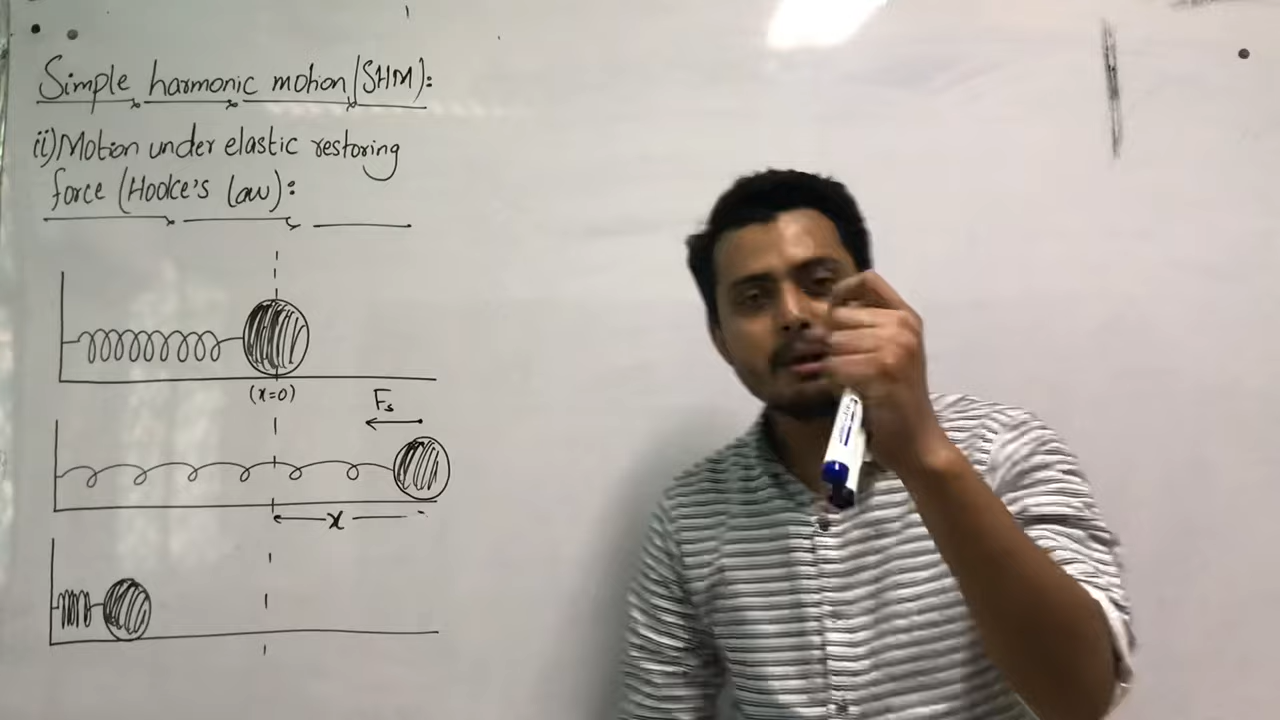 Simple harmonic motion (SHM):
ii) Motion under elastic restoring
force (Hooke's law):
(x=0)
Fs
x